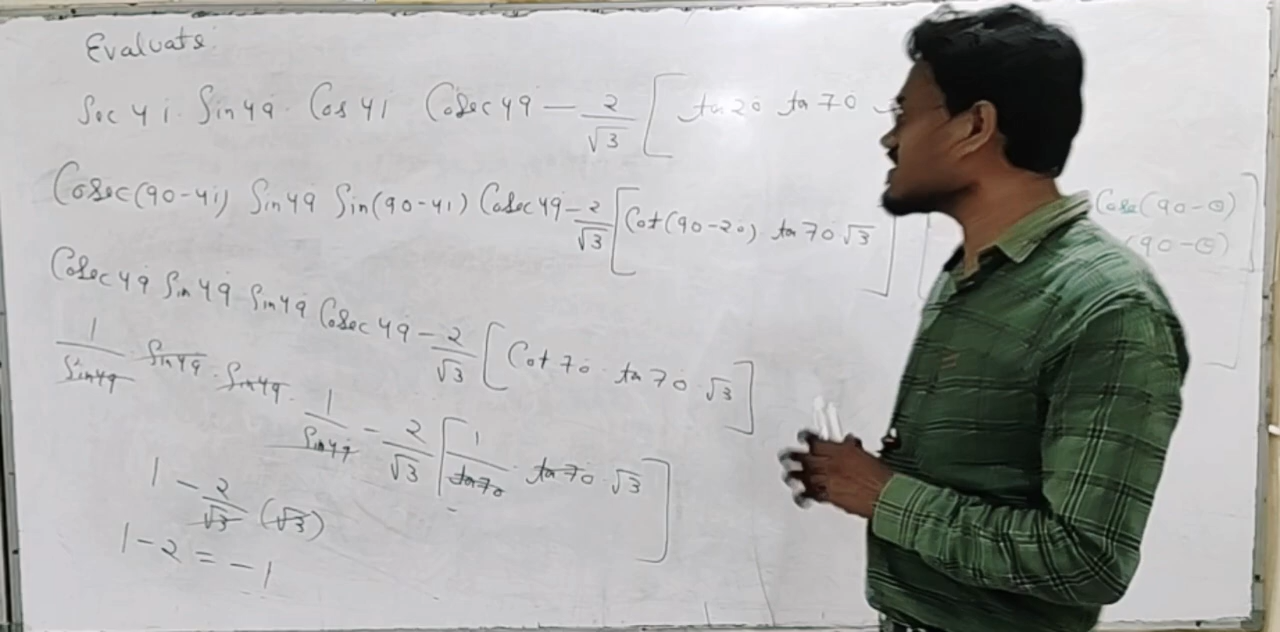 Evaluate:
Sec 41. Sin 49. Cos 41 Cosec 49 - 2/√3 [ tan 20 tan 70
Cosec(90-41) Sin 49 Sin(90-41) Cosec 49 - 2/√3 [Cot(90-20) tan 70 √3]
Cosec(90-θ)
(90-θ)
Cosec 49 Sin 49 Sin 49 Cosec 49 - 2/√3 [Cot 70. tan 70. √3]
1/Sin 49 Sin 49. Sin 49. 1/Sin 49 - 2/√3 [1/tan 70. tan 70. √3]
1 - 2/√3 (√3)
1 - 2 = -1